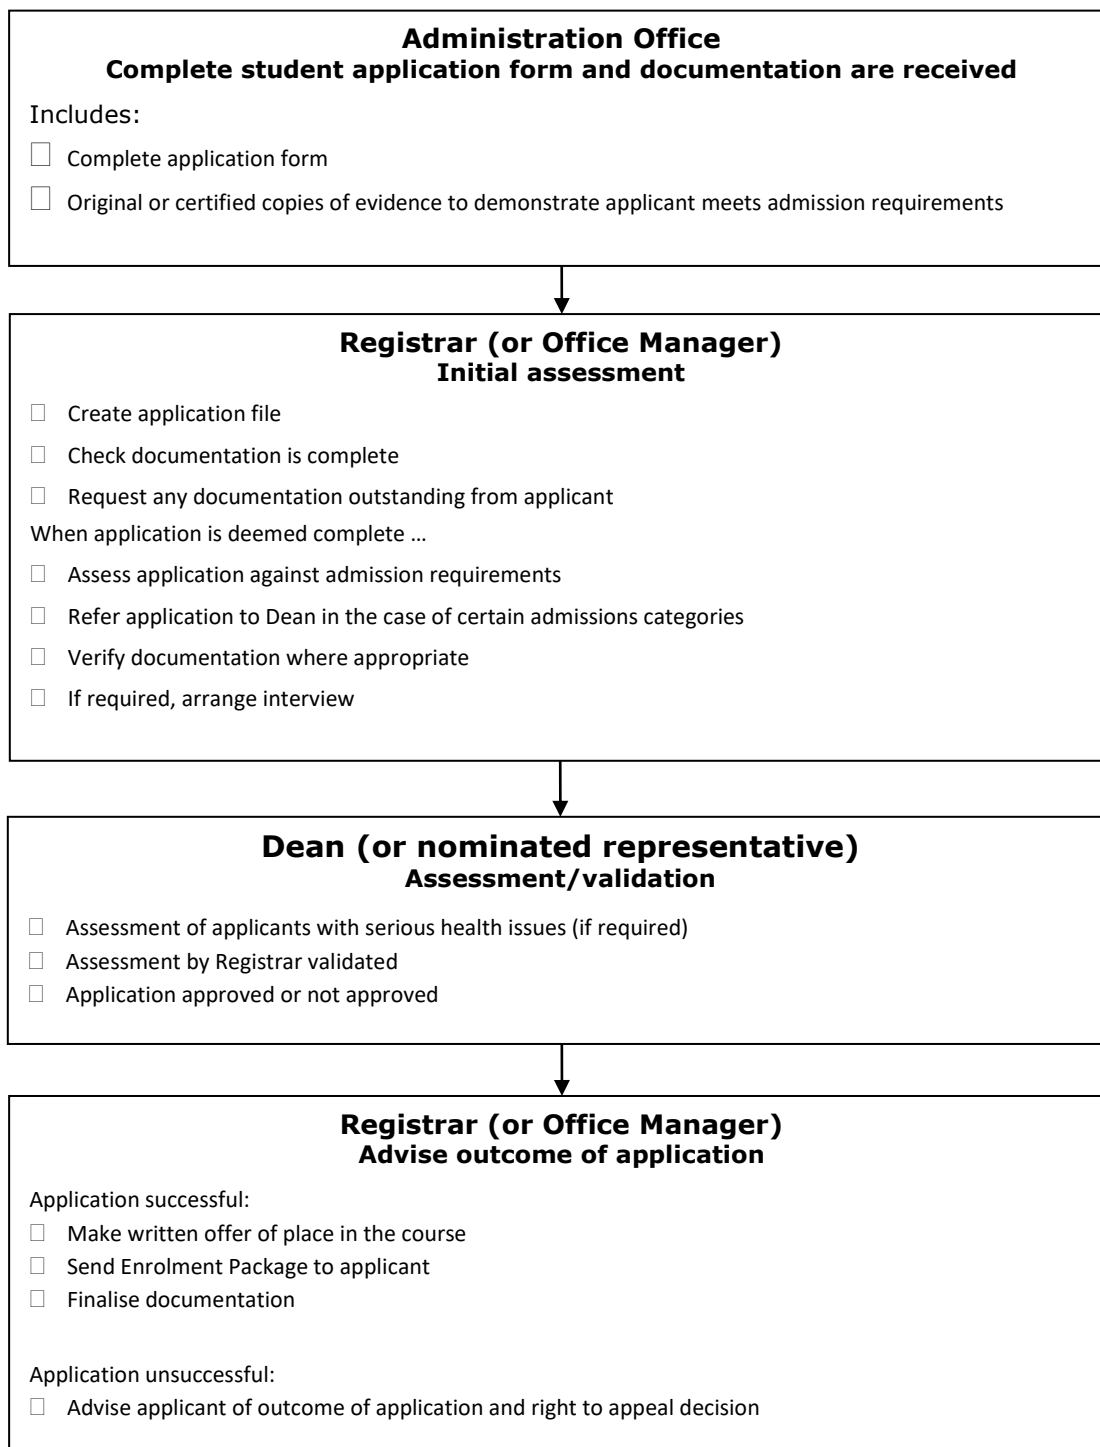 Administration Office
Complete student application form and documentation are received
Includes:
Complete application form
Original or certified copies of evidence to demonstrate applicant meets admission requirements
Registrar (or Office Manager)
Initial assessment
Create application file
Check documentation is complete
Request any documentation outstanding from applicant
When application is deemed complete …
Assess application against admission requirements
Refer application to Dean in the case of certain admissions categories
Verify documentation where appropriate
If required, arrange interview
Dean (or nominated representative)
Assessment/validation
Assessment of applicants with serious health issues (if required)
Assessment by Registrar validated
Application approved or not approved
Registrar (or Office Manager)
Advise outcome of application
Application successful:
Make written offer of place in the course
Send Enrolment Package to applicant
Finalise documentation
Application unsuccessful:
Advise applicant of outcome of application and right to appeal decision